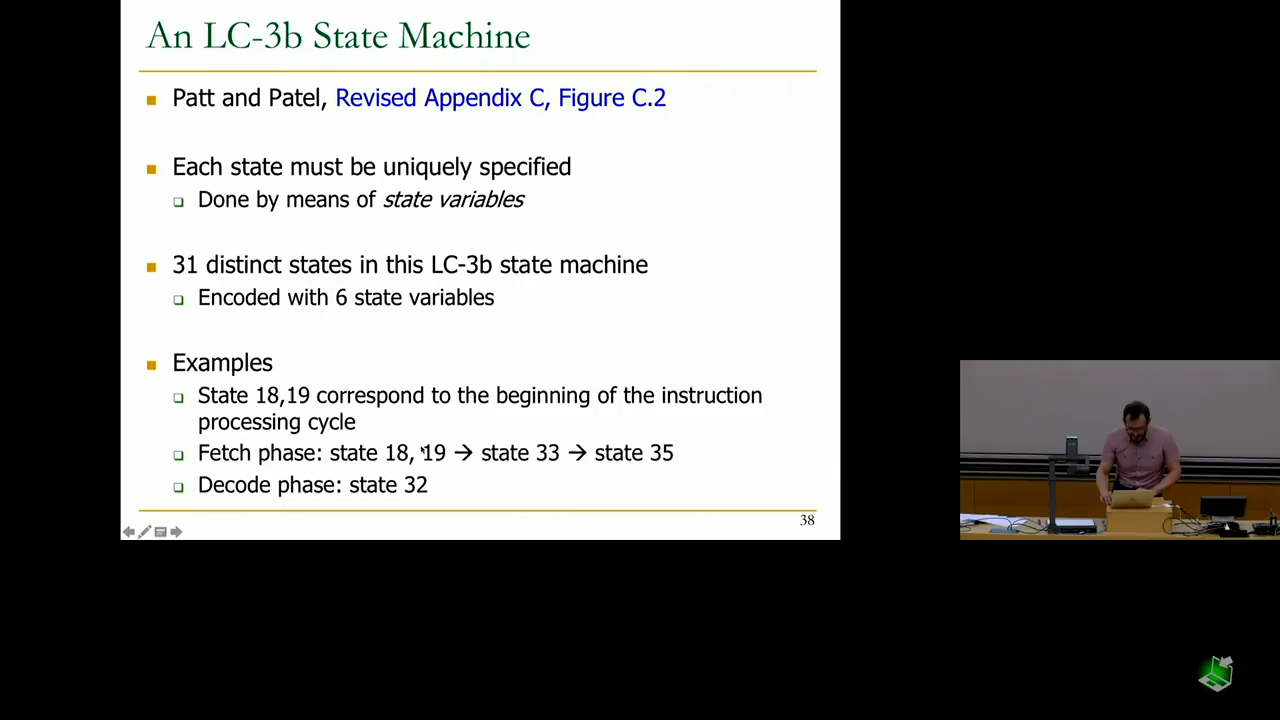 An LC-3b State Machine
Patt and Patel, Revised Appendix C, Figure C.2
Each state must be uniquely specified
Done by means of state variables
31 distinct states in this LC-3b state machine
Encoded with 6 state variables
Examples
State 18,19 correspond to the beginning of the instruction
processing cycle
Fetch phase: state 18, 19 → state 33 → state 35
Decode phase: state 32
38